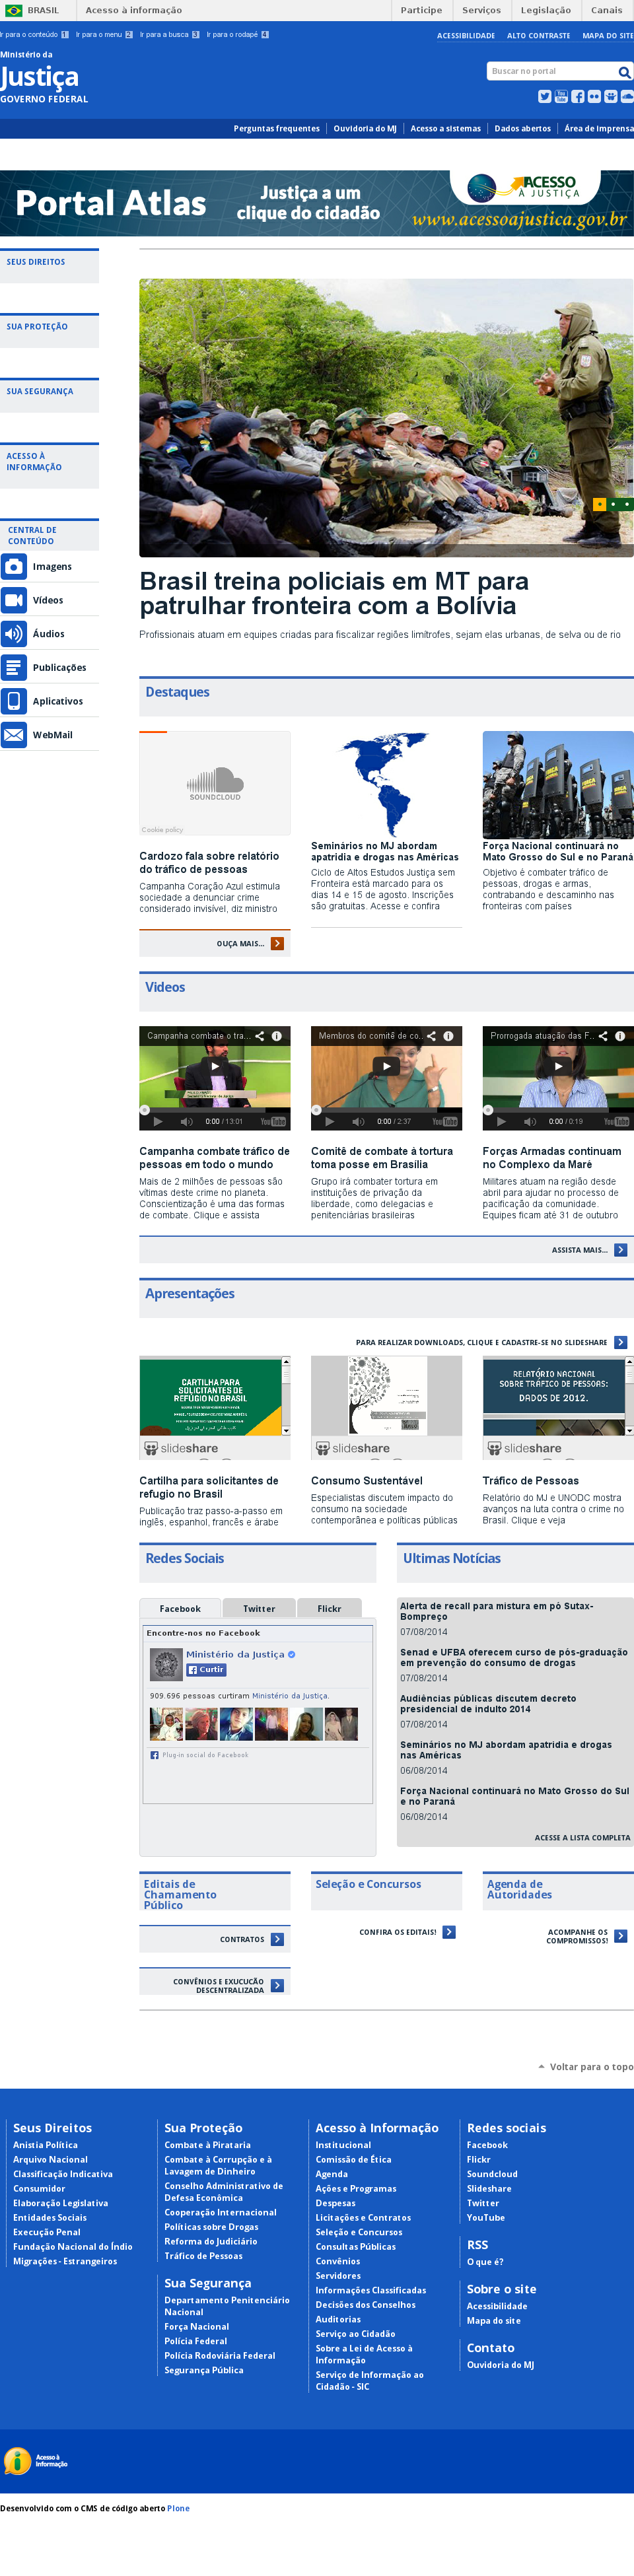 BRASIL
Acesso à informação
Participe
Serviços
Legislação
Canais
Ir para o conteúdo 1
Ir para o menu 2
Ir para a busca 3
Ir para o rodapé 4
ACESSIBILIDADE
ALTO CONTRASTE
MAPA DO SITE
Ministério da
Justiça
GOVERNO FEDERAL
Buscar no portal
Perguntas frequentes
Ouvidoria do MJ
Acesso a sistemas
Dados abertos
Área de imprensa
Portal Atlas
Justiça a um
clique do cidadão
ACESSO
À JUSTIÇA
www.acessoajustica.gov.br
SEUS DIREITOS
SUA PROTEÇÃO
SUA SEGURANÇA
ACESSO À
INFORMAÇÃO
CENTRAL DE
CONTEÚDO
Imagens
Vídeos
Áudios
Publicações
Aplicativos
WebMail
Brasil treina policiais em MT para
patrulhar fronteira com a Bolívia
Profissionais atuam em equipes criadas para fiscalizar regiões limítrofes, sejam elas urbanas, de selva ou de rio
Destaques
SOUNDCLOUD
Cookie policy
Cardozo fala sobre relatório
do tráfico de pessoas
Campanha Coração Azul estimula
sociedade a denunciar crime
considerado invisível, diz ministro
OUÇA MAIS...
Seminários no MJ abordam
apatridia e drogas nas Américas
Ciclo de Altos Estudos Justiça sem
Fronteira está marcado para os
dias 14 e 15 de agosto. Inscrições
são gratuitas. Acesse e confira
Força Nacional continuará no
Mato Grosso do Sul e no Paraná
Objetivo é combater tráfico de
pessoas, drogas e armas,
contrabando e descaminho nas
fronteiras com países
Videos
Campanha combate o tra...
0:00 / 13:01
YouTube
Membros do comitê de co...
0:00 / 2:37
YouTube
Prorrogada atuação das F...
0:00 / 0:19
YouTube
Campanha combate tráfico de
pessoas em todo o mundo
Mais de 2 milhões de pessoas são
vítimas deste crime no planeta.
Conscientização é uma das formas
de combate. Clique e assista
Comitê de combate à tortura
toma posse em Brasília
Grupo irá combater tortura em
instituições de privação da
liberdade, como delegacias e
penitenciárias brasileiras
Forças Armadas continuam
no Complexo da Maré
Militares atuam na região desde
abril para ajudar no processo de
pacificação da comunidade.
Equipes ficam até 31 de outubro
ASSISTA MAIS...
Apresentações
PARA REALIZAR DOWNLOADS, CLIQUE E CADASTRE-SE NO SLIDESHARE
CARTILHA PARA
SOLICITANTES DE
REFÚGIO NO BRASIL
slideshare
slideshare
RELATÓRIO NACIONAL
SOBRE TRÁFICO DE PESSOAS:
DADOS DE 2012.
slideshare
Cartilha para solicitantes de
refugio no Brasil
Publicação traz passo-a-passo em
inglês, espanhol, francês e árabe
Consumo Sustentável
Especialistas discutem impacto do
consumo na sociedade
contemporânea e políticas públicas
Tráfico de Pessoas
Relatório do MJ e UNODC mostra
avanços na luta contra o crime no
Brasil. Clique e veja
Redes Sociais
Facebook
Twitter
Flickr
Encontre-nos no Facebook
Ministério da Justiça
Curtir
909.696 pessoas curtiram Ministério da Justiça.
Plug-in social do Facebook
Ultimas Notícias
Alerta de recall para mistura em pó Sutax-
Bompreço
07/08/2014
Senad e UFBA oferecem curso de pós-graduação
em prevenção do consumo de drogas
07/08/2014
Audiências públicas discutem decreto
presidencial de indulto 2014
07/08/2014
Seminários no MJ abordam apatridia e drogas
nas Américas
06/08/2014
Força Nacional continuará no Mato Grosso do Sul
e no Paraná
06/08/2014
ACESSE A LISTA COMPLETA
Editais de
Chamamento
Público
CONTRATOS
CONVÊNIOS E EXUCUCÃO
DESCENTRALIZADA
Seleção e Concursos
CONFIRA OS EDITAIS!
Agenda de
Autoridades
ACOMPANHE OS
COMPROMISSOS!
Voltar para o topo
Seus Direitos
Anistia Política
Arquivo Nacional
Classificação Indicativa
Consumidor
Elaboração Legislativa
Entidades Sociais
Execução Penal
Fundação Nacional do Índio
Migrações - Estrangeiros
Sua Proteção
Combate à Pirataria
Combate à Corrupção e à
Lavagem de Dinheiro
Conselho Administrativo de
Defesa Econômica
Cooperação Internacional
Políticas sobre Drogas
Reforma do Judiciário
Tráfico de Pessoas
Sua Segurança
Departamento Penitenciário
Nacional
Força Nacional
Polícia Federal
Polícia Rodoviária Federal
Segurança Pública
Acesso à Informação
Institucional
Comissão de Ética
Agenda
Ações e Programas
Despesas
Licitações e Contratos
Seleção e Concursos
Consultas Públicas
Convênios
Servidores
Informações Classificadas
Decisões dos Conselhos
Auditorias
Serviço ao Cidadão
Sobre a Lei de Acesso à
Informação
Serviço de Informação ao
Cidadão - SIC
Redes sociais
Facebook
Flickr
Soundcloud
Slideshare
Twitter
YouTube
RSS
O que é?
Sobre o site
Acessibilidade
Mapa do site
Contato
Ouvidoria do MJ
Acesso à
Informação
Desenvolvido com o CMS de código aberto Plone